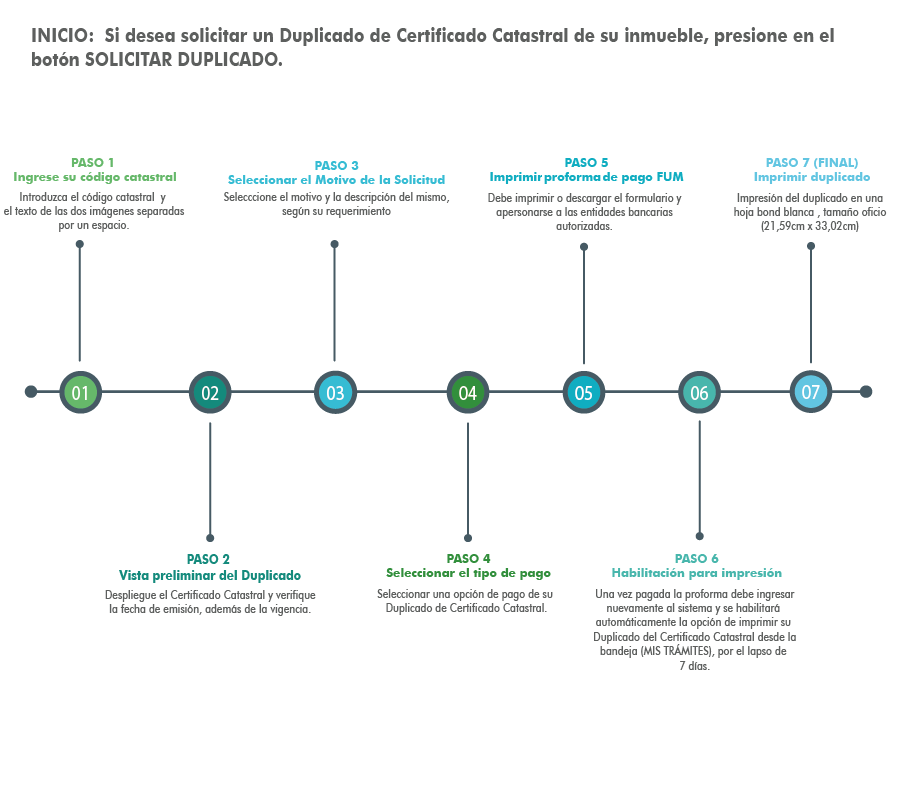 INICIO:  Si desea solicitar un Duplicado de Certificado Catastral de su inmueble, presione en el
botón SOLICITAR DUPLICADO.
PASO 1
Ingrese su código catastral
Introduzca el código catastral  y
el texto de las dos imágenes separadas
por un espacio.
PASO 3
Seleccionar el Motivo de la Solicitud
Selecccione el motivo y la descripción del mismo,
según su requerimiento
PASO 5
Imprimir proforma de pago FUM
Debe imprimir o descargar el formulario y
apersonarse a las entidades bancarias
autorizadas.
PASO 7 (FINAL)
Imprimir duplicado
Impresión del duplicado en una
hoja bond blanca , tamaño oficio
(21,59cm x 33,02cm)
01
02
03
04
05
06
07
PASO 2
Vista preliminar del Duplicado
Despliegue el Certificado Catastral y verifique
la fecha de emisión, además de la vigencia.
PASO 4
Seleccionar el tipo de pago
Seleccionar una opción de pago de su
Duplicado de Certificado Catastral.
PASO 6
Habilitación para impresión
Una vez pagada la proforma debe ingresar
nuevamente al sistema y se habilitará
automáticamente la opción de imprimir su
Duplicado del Certificado Catastral desde la
bandeja (MIS TRÁMITES), por el lapso de
7 días.